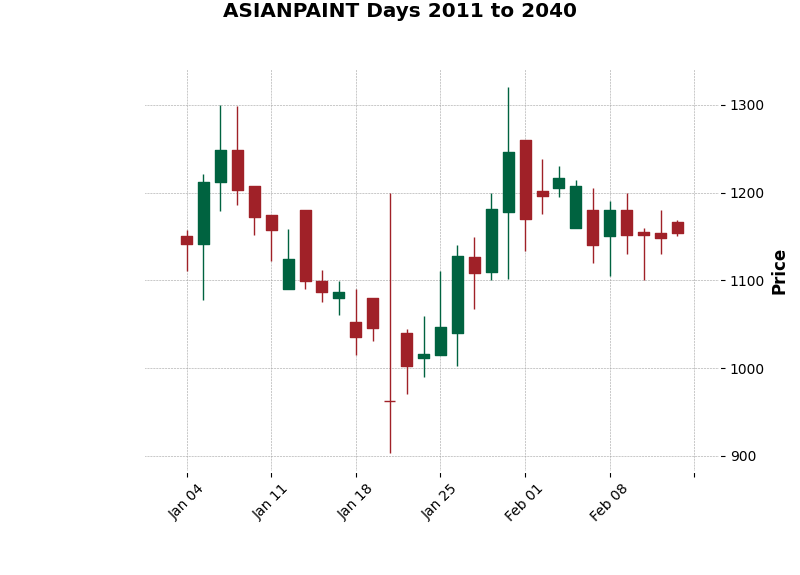 ASIANPAINT Days 2011 to 2040
1300
1200
1100
1000
900
Price
Jan 04
Jan 11
Jan 18
Jan 25
Feb 01
Feb 08